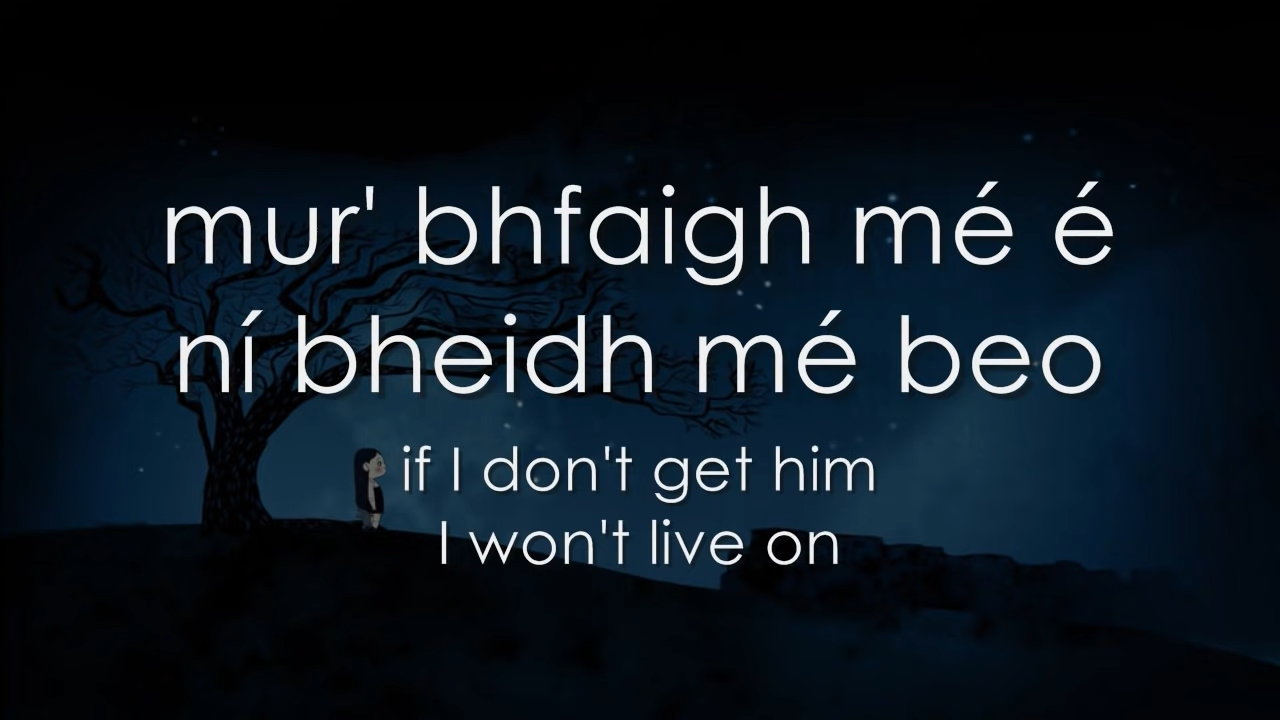 mur' bhfaigh mé é
ní bheidh mé beo
if I don't get him
I won't live on